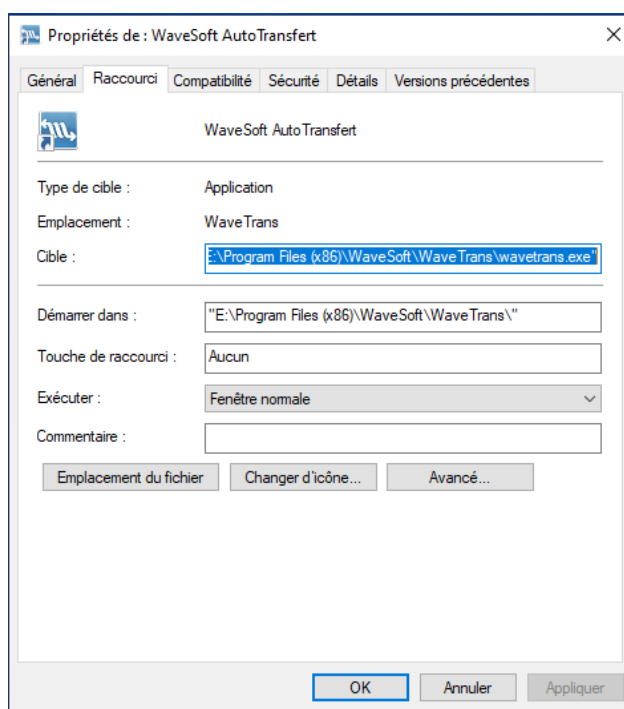 Propriétés de : WaveSoft AutoTransfert
Général Raccourci Compatibilité Sécurité Détails Versions précédentes
WaveSoft AutoTransfert
Type de cible : Application
Emplacement : WaveTrans
Cible : E:\Program Files (x86)\WaveSoft\WaveTrans\wavetrans.exe"
Démarrer dans : "E:\Program Files (x86)\WaveSoft\WaveTrans\"
Touche de raccourci : Aucun
Exécuter : Fenêtre normale
Commentaire :
Emplacement du fichier Changer d'icône... Avancé...
OK Annuler Appliquer